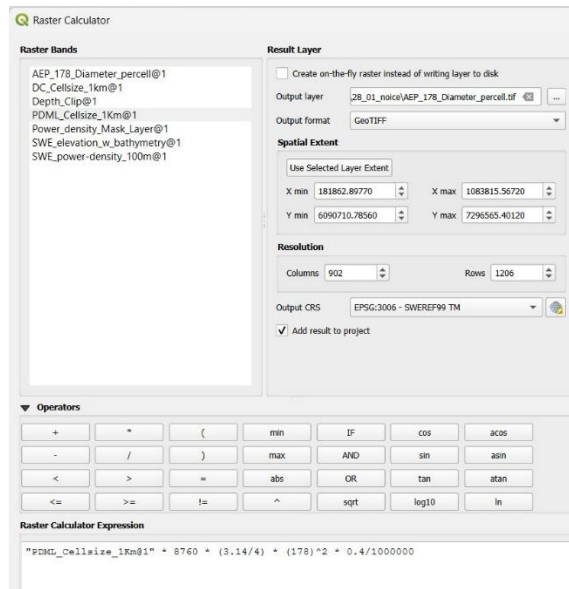 Raster Calculator
Raster Bands
AEP_178_Diameter_percell@1
DC_Cellsize_1km@1
Depth_Clip@1
PDML_Cellsize_1Km@1
Power_density_Mask_Layer@1
SWE_elevation_w_bathymetry@1
SWE_power-density_100m@1
Result Layer
Create on-the-fly raster instead of writing layer to disk
Output layer ,28_01_noice\AEP_178_Diameter_percell.tif ...
Output format GeoTIFF
Spatial Extent
Use Selected Layer Extent
X min 181862.89770 X max 1083815.56720
Y min 6090710.78560 Y max 7296565.40120
Resolution
Columns 902 Rows 1206
Output CRS EPSG:3006 - SWEREF99 TM
Add result to project
Operators
+ * ( min IF cos acos
- / ) max AND sin asin
< > = abs OR tan atan
<= >= != ^ sqrt log10 ln
Raster Calculator Expression
"PDML_Cellsize_1Km@1" * 8760 * (3.14/4) * (178)^2 * 0.4/1000000